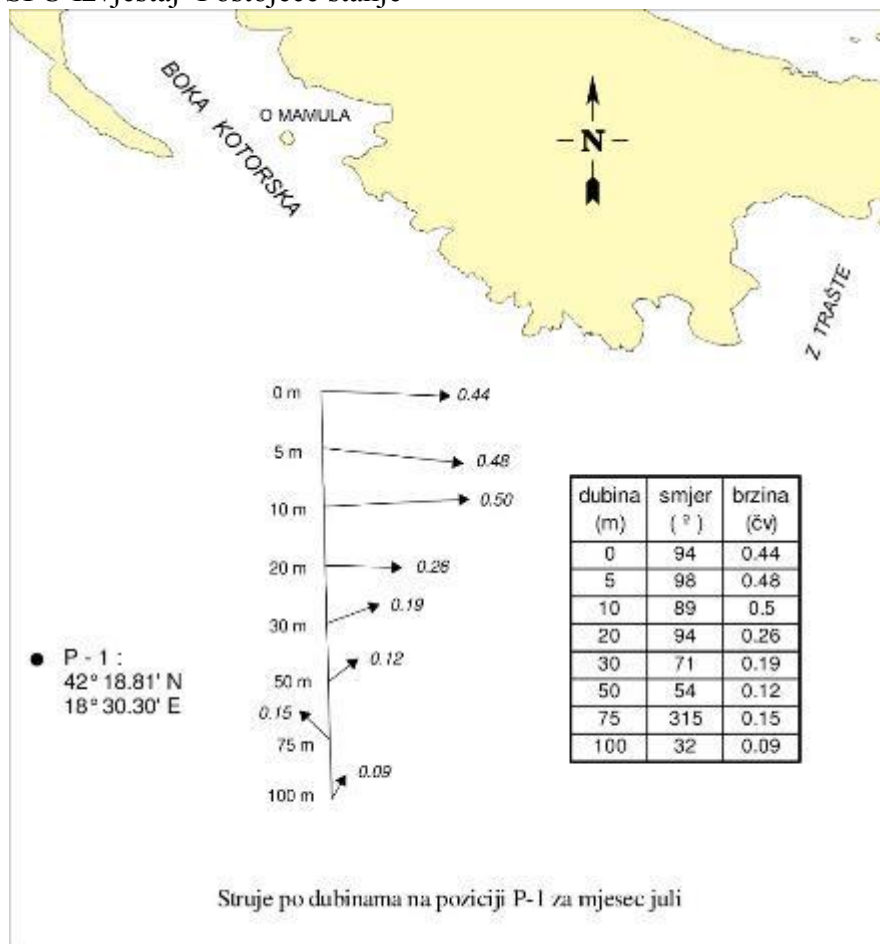 SPU Izvještaj- Postojeće stanje
BOKA KOTORSKA
O MAMULA
N
Z TRAŠTE
0 m
0.44
5 m
0.48
10 m
0.50
20 m
0.26
30 m
0.19
50 m
0.12
0.15
75 m
0.09
100 m
P - 1 :
42° 18.81' N
18° 30.30' E
dubina smjer brzina
(m) ( º ) (čv)
0 94 0.44
5 98 0.48
10 89 0.5
20 94 0.26
30 71 0.19
50 54 0.12
75 315 0.15
100 32 0.09
Struje po dubinama na poziciji P-1 za mjesec juli